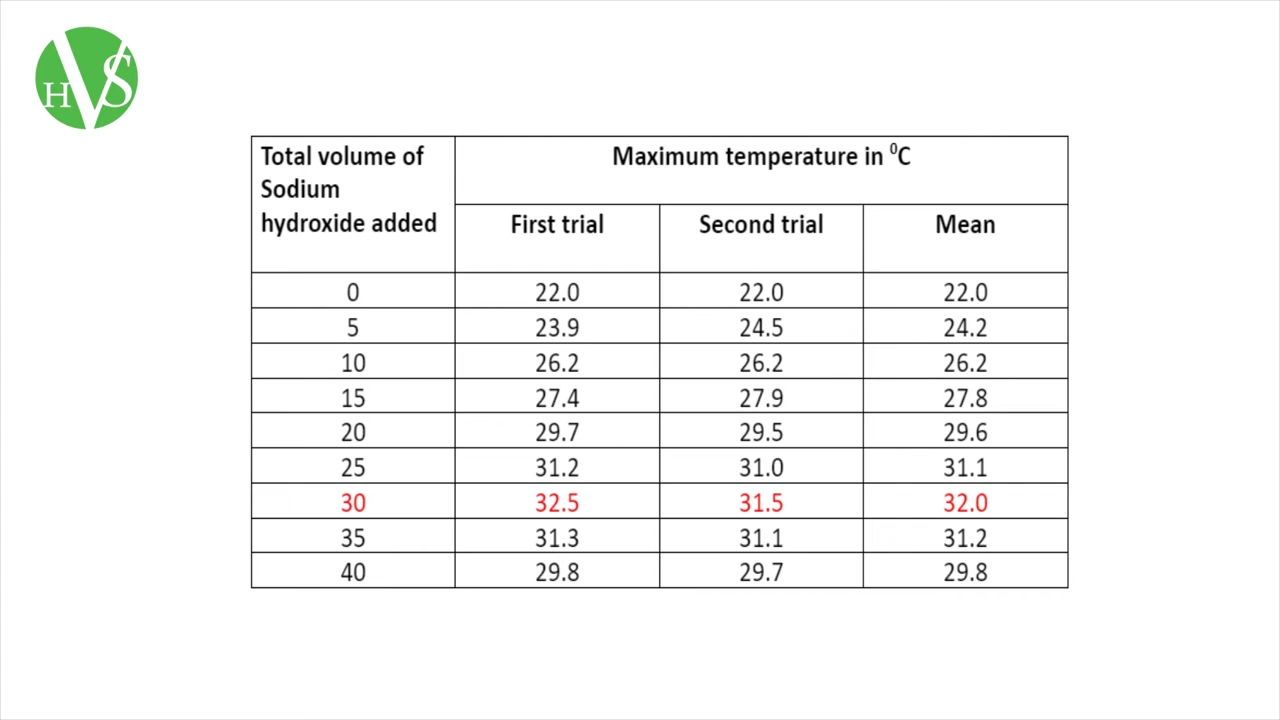 HVS
Total volume of Maximum temperature in ⁰C
Sodium
hydroxide added First trial Second trial Mean
0 22.0 22.0 22.0
5 23.9 24.5 24.2
10 26.2 26.2 26.2
15 27.4 27.9 27.8
20 29.7 29.5 29.6
25 31.2 31.0 31.1
30 32.5 31.5 32.0
35 31.3 31.1 31.2
40 29.8 29.7 29.8